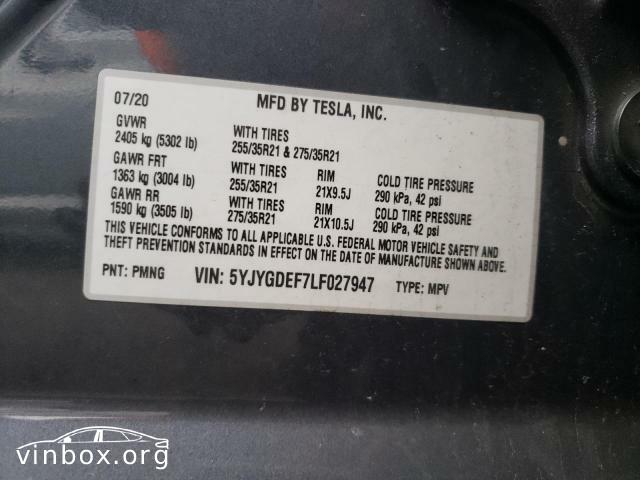 07/20 MFD BY TESLA, INC.
GVWR
2405 kg (5302 lb) WITH TIRES
255/35R21 & 275/35R21
GAWR FRT WITH TIRES RIM
1363 kg (3004 lb) 255/35R21 21X9.5J COLD TIRE PRESSURE
290 kPa, 42 psi
GAWR RR WITH TIRES RIM
1590 kg (3505 lb) 275/35R21 21X10.5J COLD TIRE PRESSURE
290 kPa, 42 psi
THIS VEHICLE CONFORMS TO ALL APPLICABLE U.S. FEDERAL MOTOR VEHICLE SAFETY AND
THEFT PREVENTION STANDARDS IN EFFECT ON THE DATE OF MANUFACTURE SHOWN ABOVE.
PNT: PMNG VIN: 5YJYGDEF7LF027947 TYPE: MPV
vinbox.org